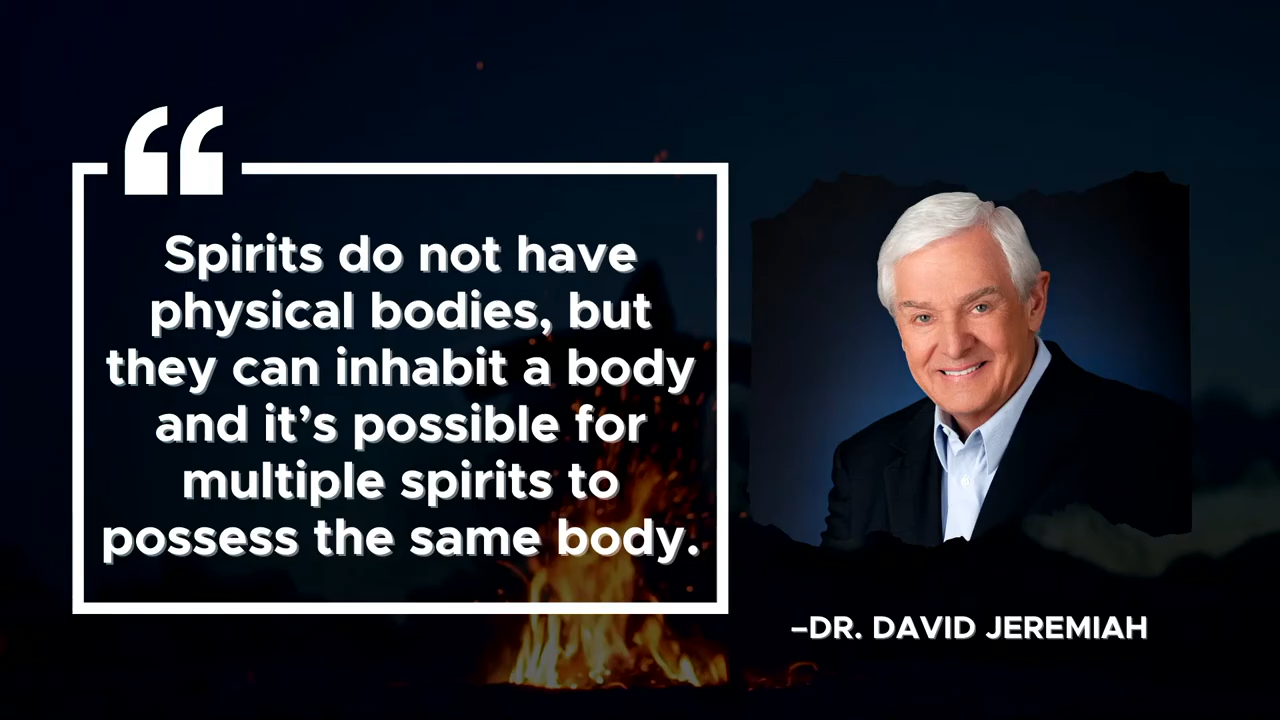 “
Spirits do not have
physical bodies, but
they can inhabit a body
and it’s possible for
multiple spirits to
possess the same body.
–DR. DAVID JEREMIAH